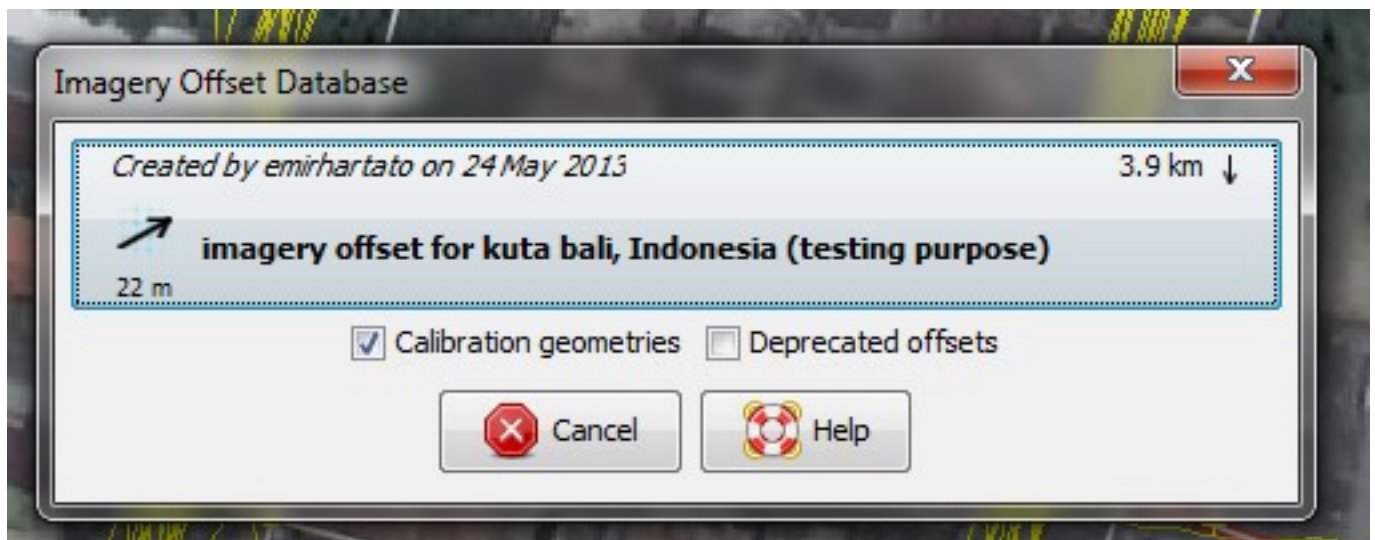 Imagery Offset Database
Created by emirhartato on 24 May 2013
3.9 km ↓
imagery offset for kuta bali, Indonesia (testing purpose)
22 m
Calibration geometries Deprecated offsets
Cancel Help